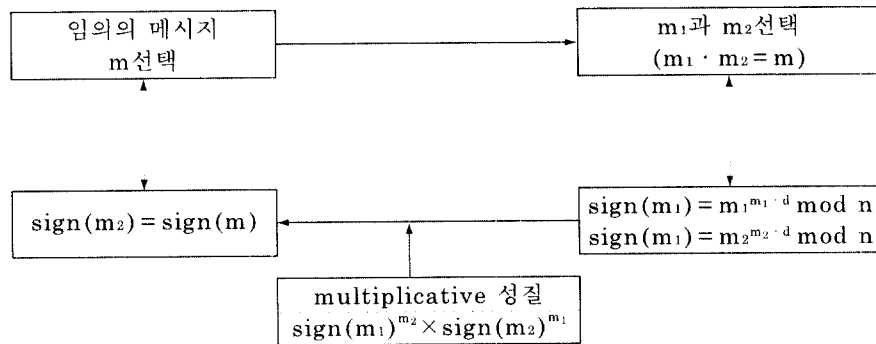 임의의 메시지
m선택
m₁과 m₂선택
(m₁ · m₂ = m)
sign(m₂) = sign(m)
sign(m₁) = m₁^{m₁ · d} mod n
sign(m₁) = m₂^{m₂ · d} mod n
multiplicative 성질
sign(m₁)^{m₂} × sign(m₂)^{m₁}